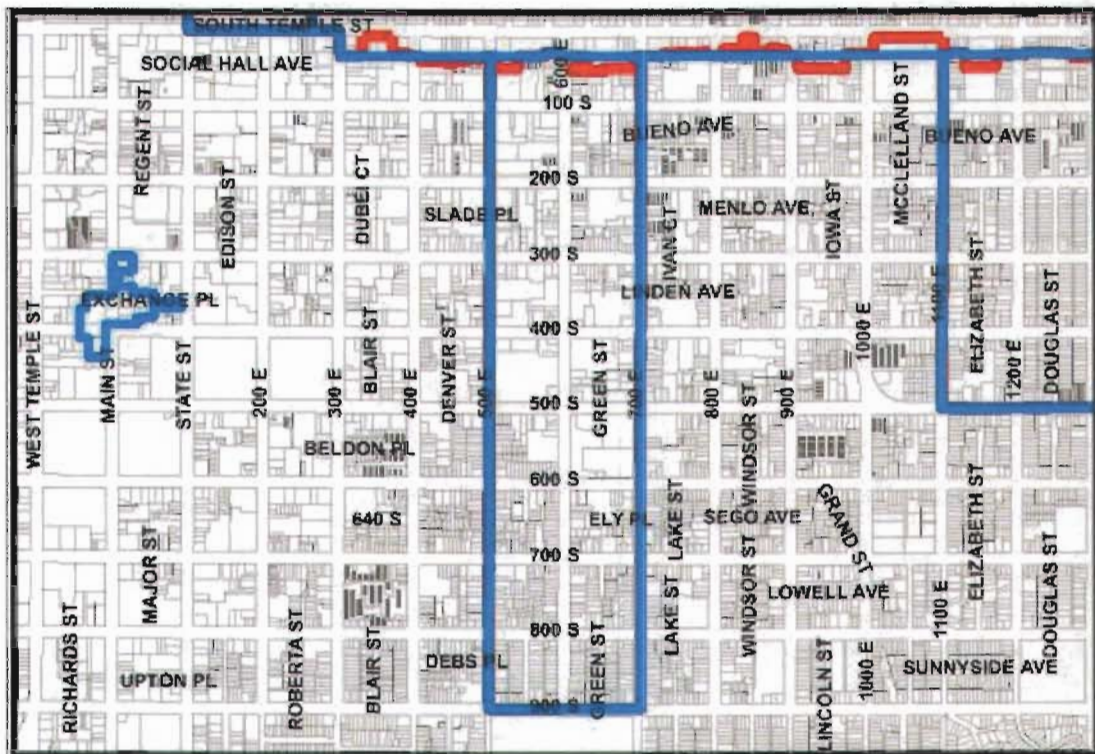 SOUTH TEMPLE ST
SOCIAL HALL AVE
600 E
100 S
REGENT ST
BUENO AVE
MCCLELLAND ST
BUENO AVE
200 S
EDISON ST
DUBEI CT
SLADE PL
IVAN CT
MENLO AVE
IOWA ST
300 S
EXCHANGE PL
LINDEN AVE
1100 E
ELIZABETH ST
DOUGLAS ST
400 S
WEST TEMPLE ST
MAIN ST
STATE ST
200 E
300 E
BLAIR ST
400 E
DENVER ST
500 E
GREEN ST
700 E
800 E
900 E
1000 E
1200 E
500 S
WINDSOR ST
BELDON PL
600 S
640 S
ELY PL
LAKE ST
SEGO AVE
GRAND ST
ELIZABETH ST
700 S
MAJOR ST
WINDSOR ST
LOWELL AVE
DOUGLAS ST
RICHARDS ST
ROBERTA ST
BLAIR ST
800 S
LAKE ST
1100 E
DEBS PL
GREEN ST
LINCOLN ST
1000 E
SUNNYSIDE AVE
UPTON PL
900 S